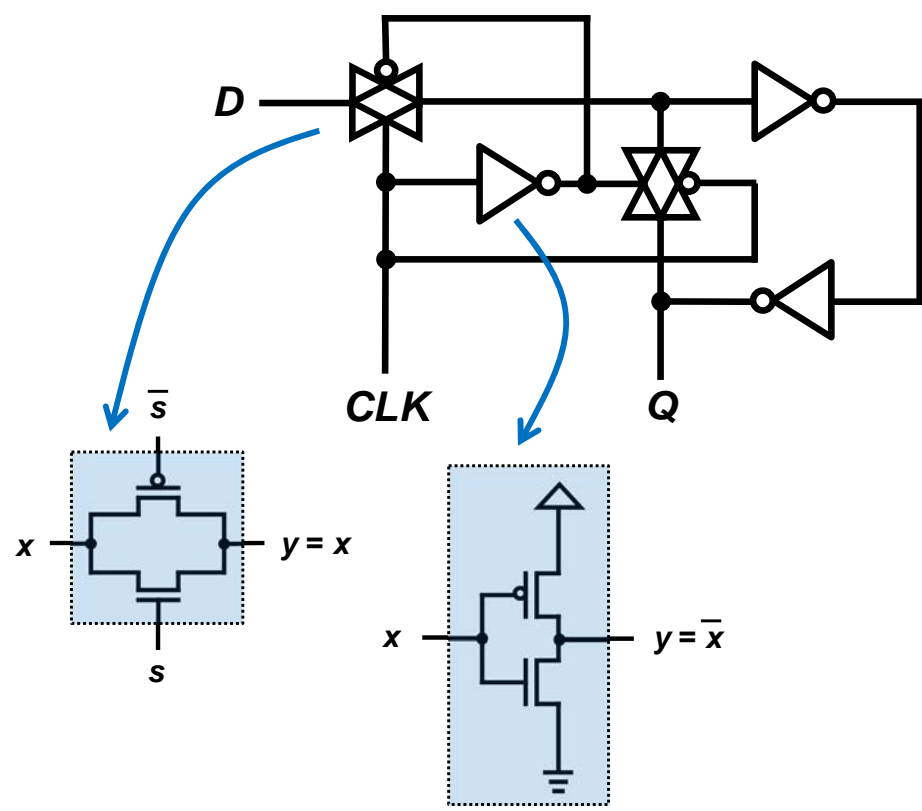 D
CLK
Q
s̅
x
y = x
s
x
y = x̅